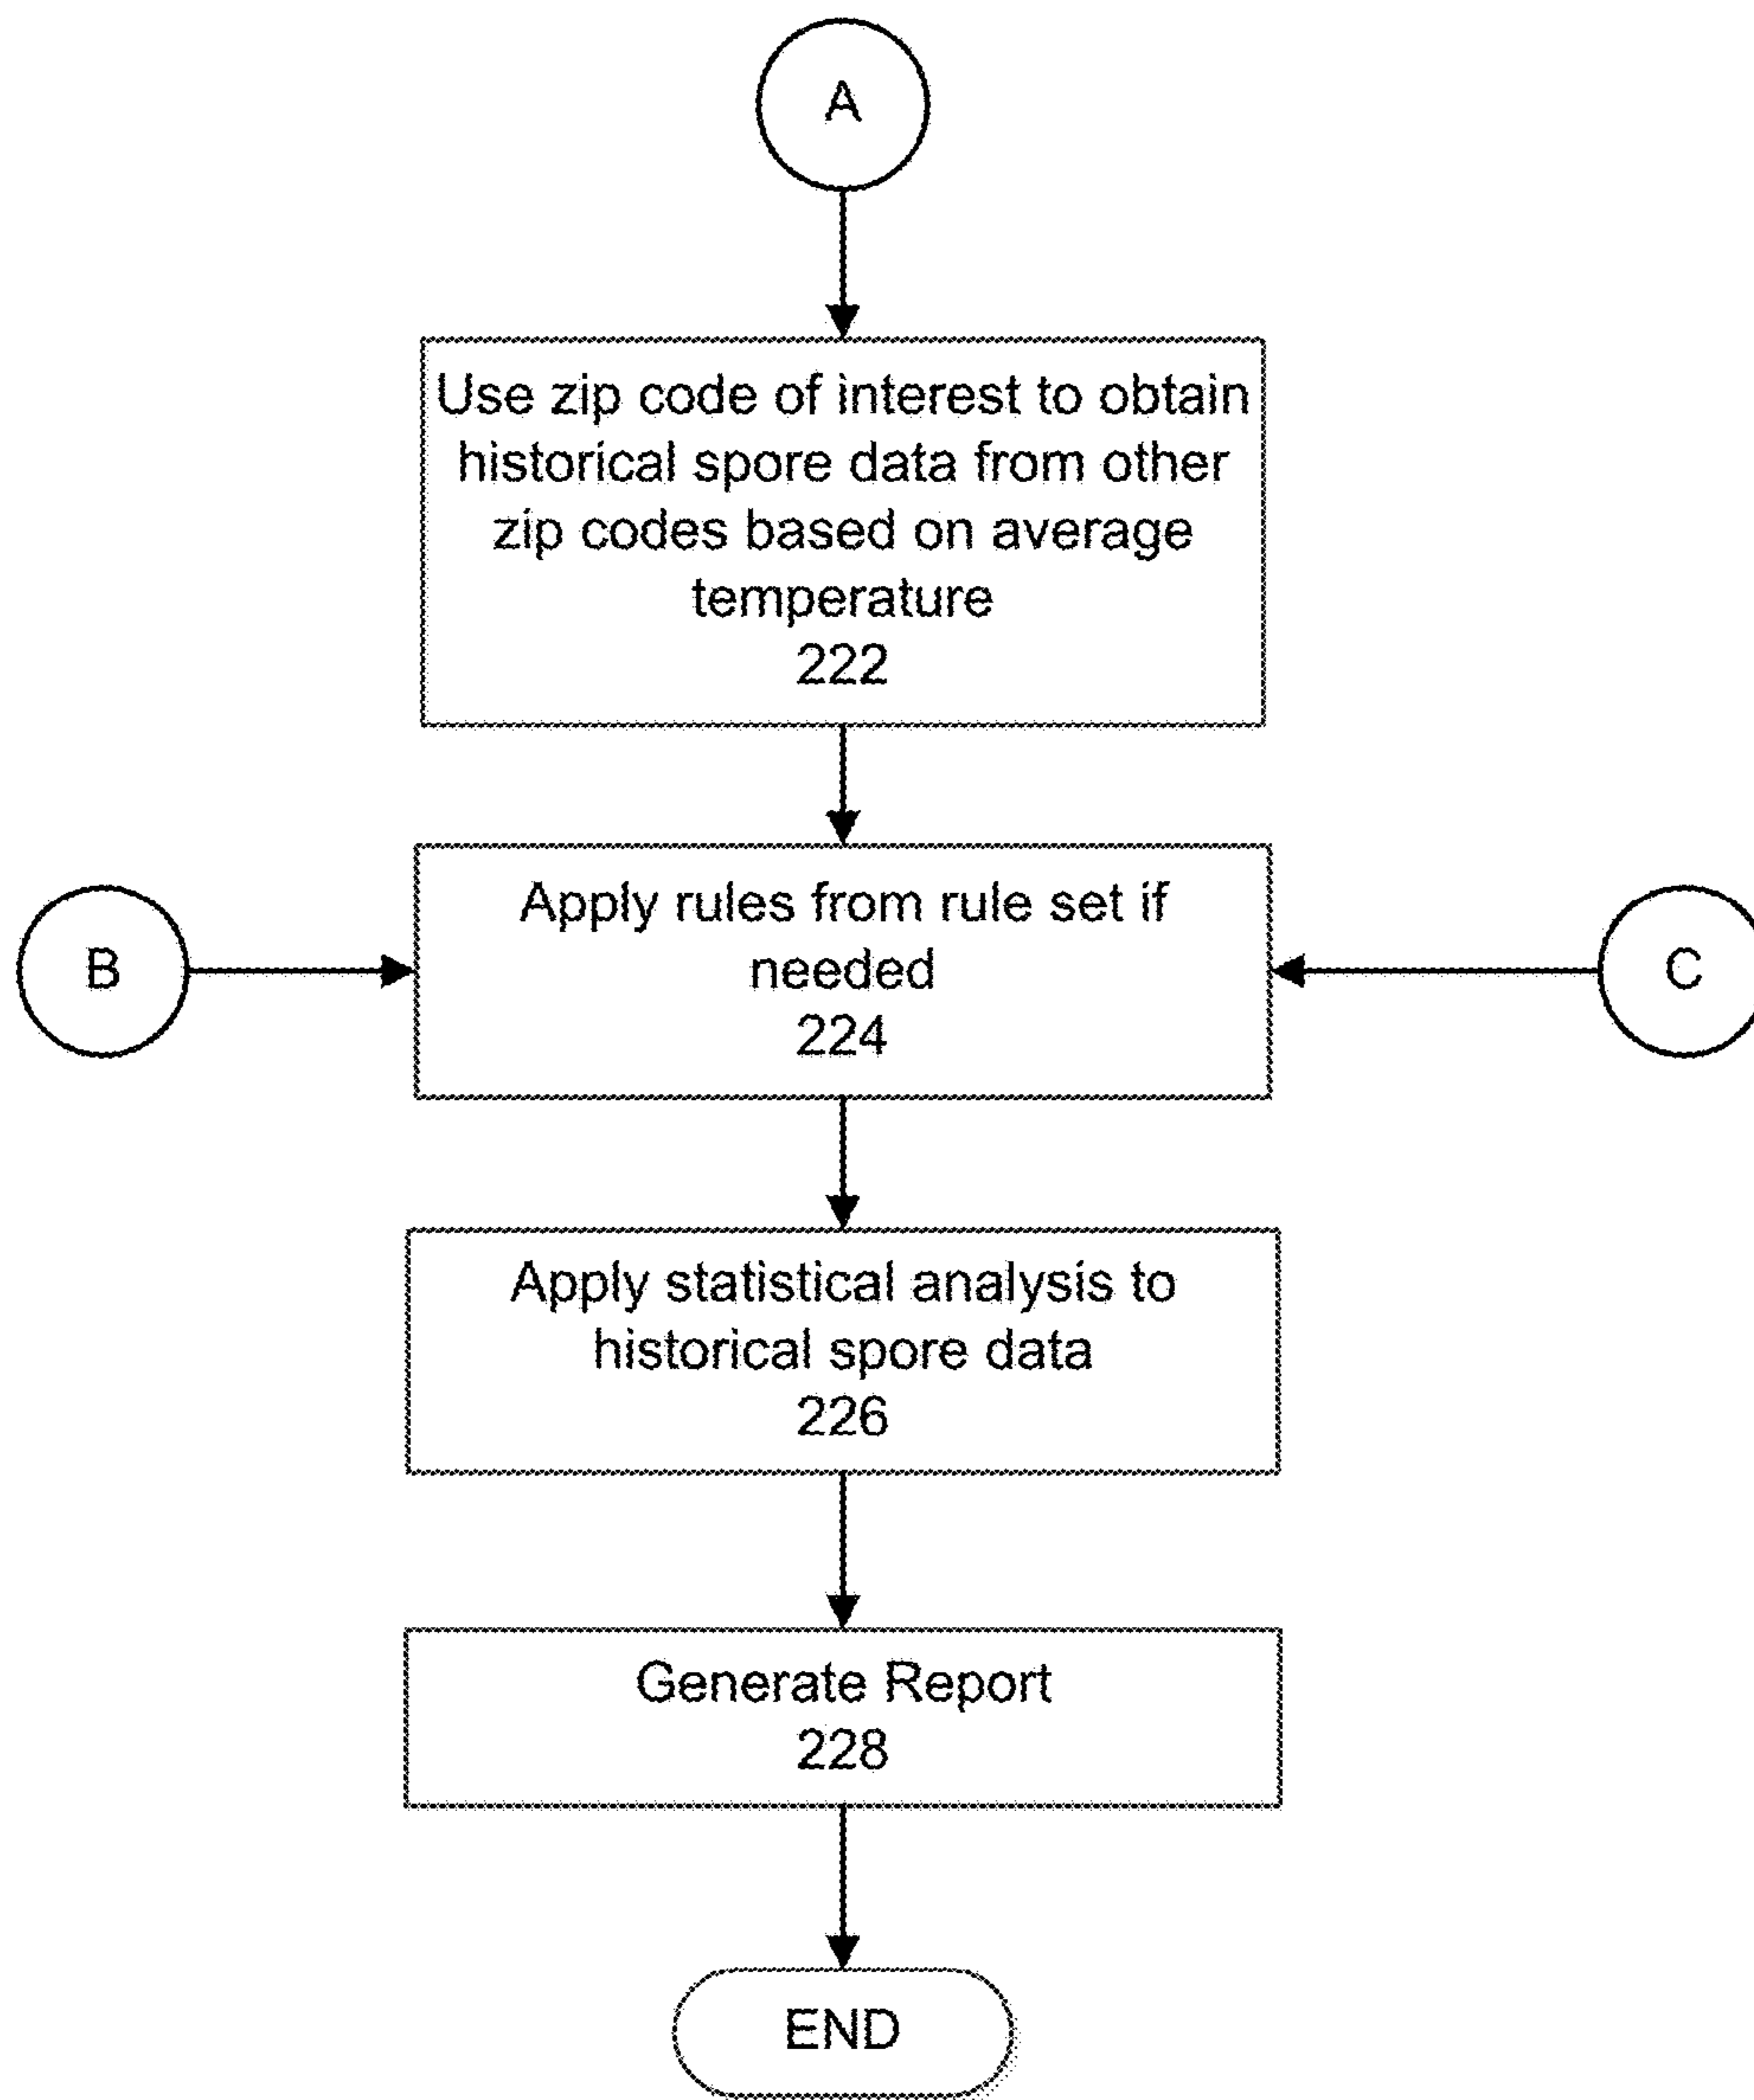 A
Use zip code of interest to obtain
historical spore data from other
zip codes based on average
temperature
222
B
Apply rules from rule set if
needed
224
C
Apply statistical analysis to
historical spore data
226
Generate Report
228
END